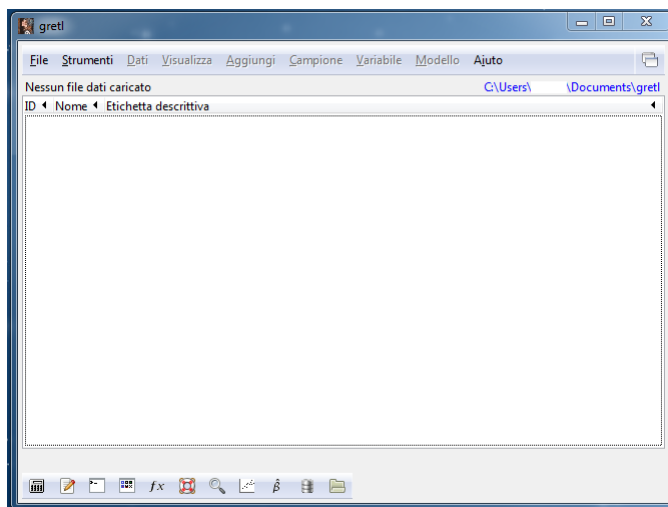 gretl
File Strumenti Dati Visualizza Aggiungi Campione Variabile Modello Aiuto
Nessun file dati caricato C:\Users\ \Documents\gretl
ID Nome Etichetta descrittiva
fx β̂